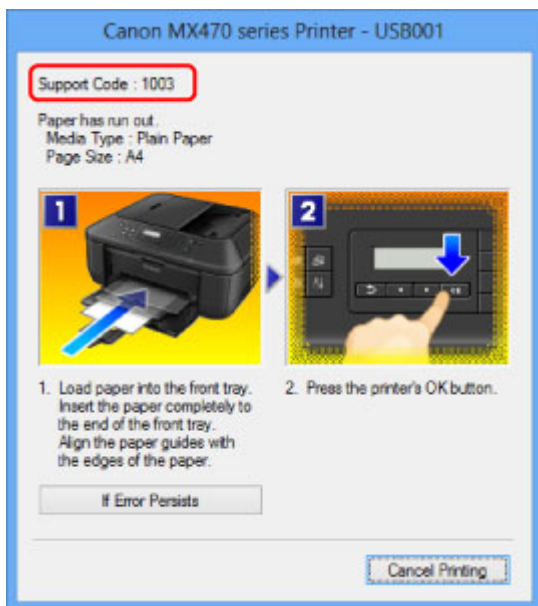 Canon MX470 series Printer - USB001
Support Code : 1003
Paper has run out.
Media Type : Plain Paper
Page Size : A4
1
2
1. Load paper into the front tray.
Insert the paper completely to
the end of the front tray.
Align the paper guides with
the edges of the paper.
2. Press the printer's OK button.
If Error Persists
Cancel Printing